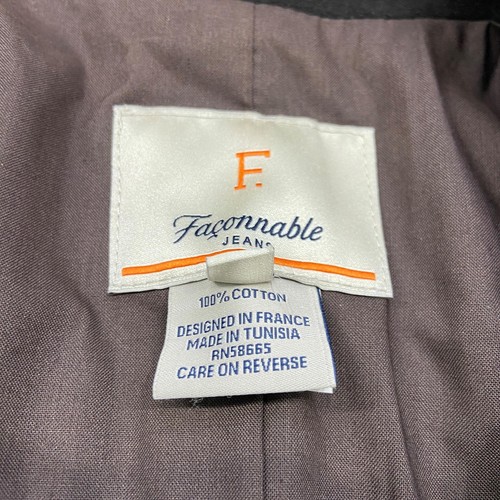 F.
Façonnable
JEANS
100% COTTON
DESIGNED IN FRANCE
MADE IN TUNISIA
RN58665
CARE ON REVERSE